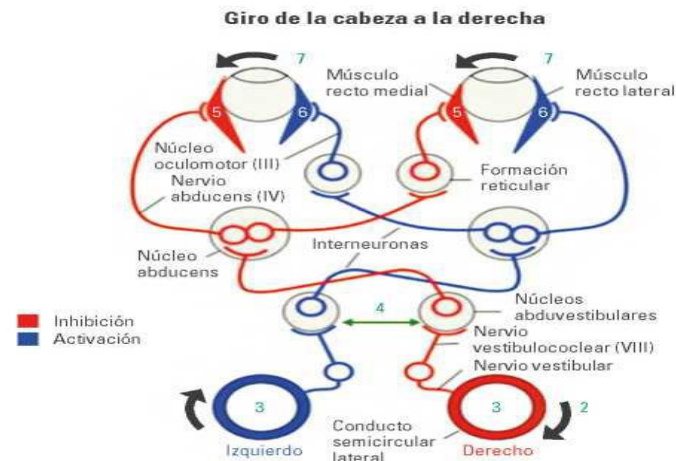 Giro de la cabeza a la derecha
7
7
Músculo
recto medial
Músculo
recto lateral
5
6
5
6
Núcleo
oculomotor (III)
Nervio
abducens (IV)
Formación
reticular
Núcleo
abducens
Interneuronas
4
Núcleos
abduvestibulares
Inhibición
Activación
Nervio
vestibulococlear (VIII)
Nervio vestibular
3
3
2
Conducto
semicircular
lateral
Izquierdo
Derecho